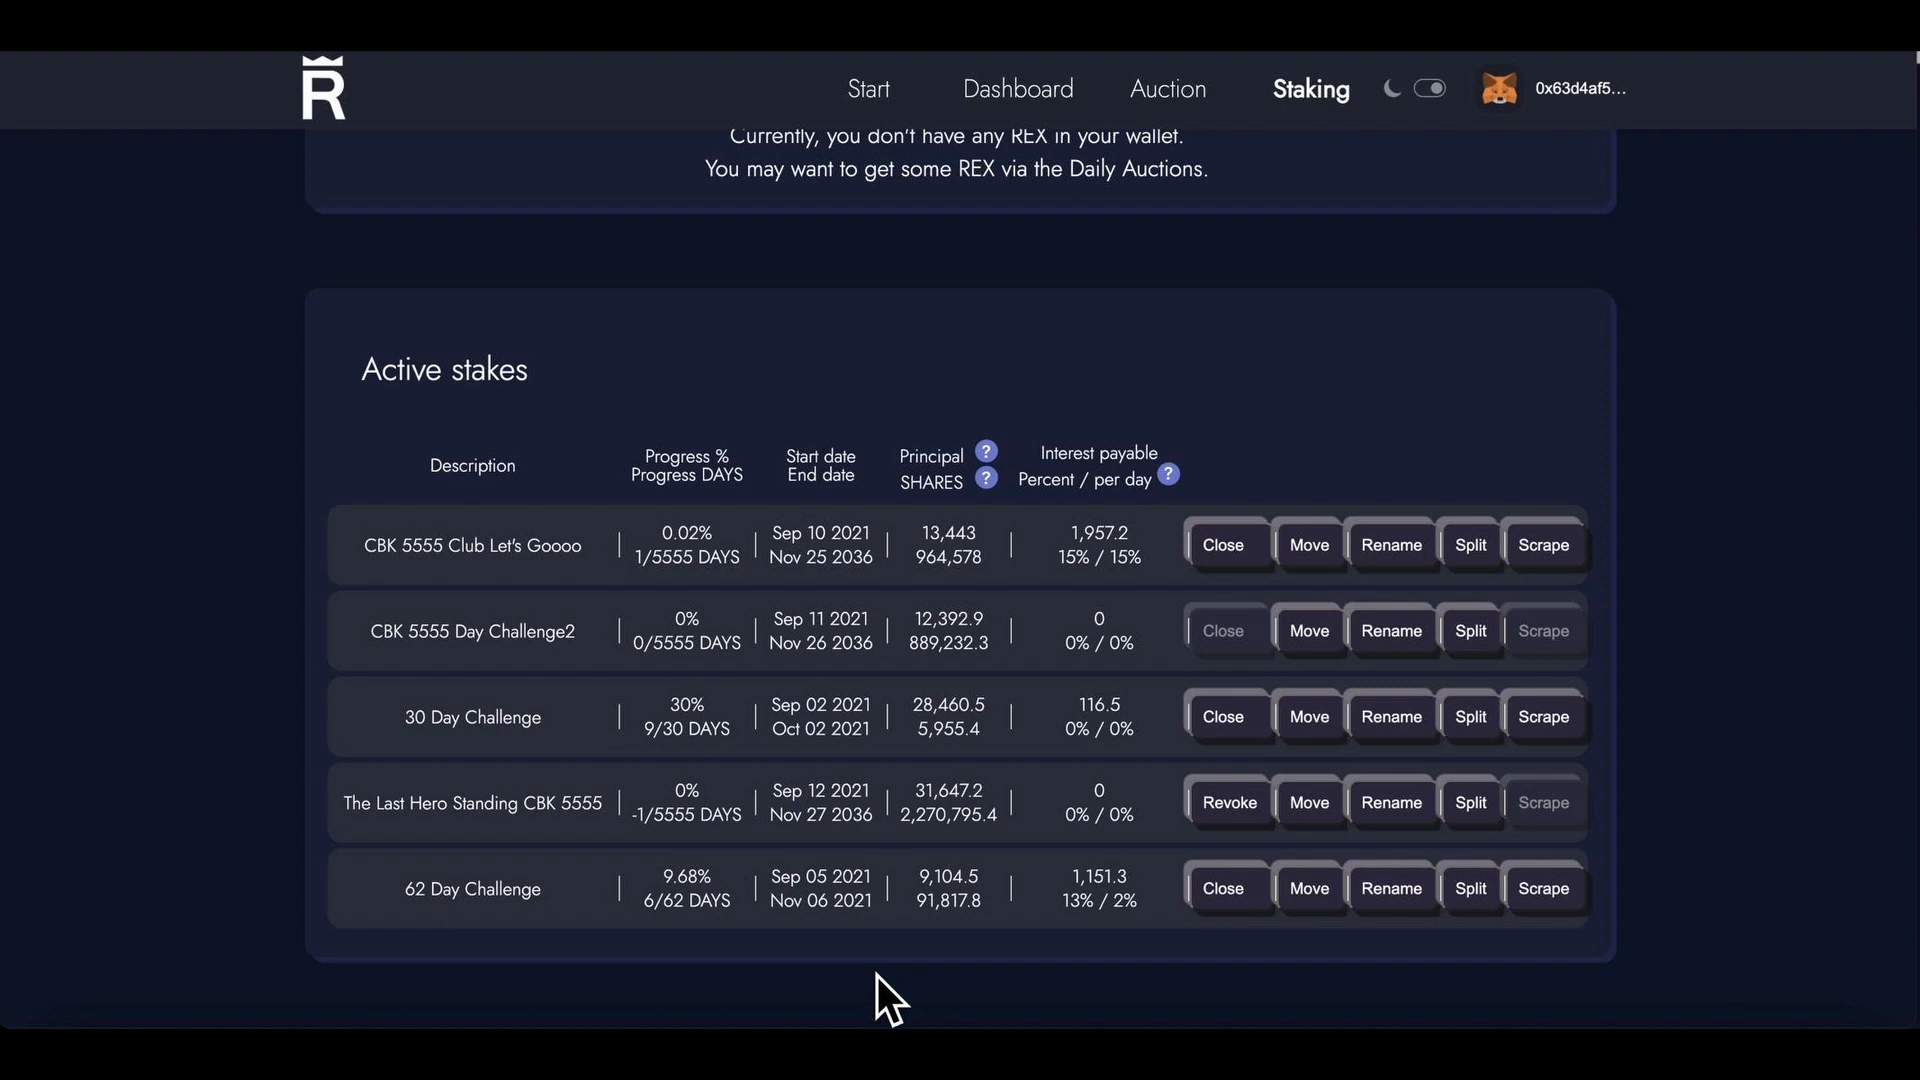 R
Start Dashboard Auction Staking 0x63d4af5...
Currently, you don't have any REX in your wallet.
You may want to get some REX via the Daily Auctions.
Active stakes
Description
Progress %
Progress DAYS
Start date
End date
Principal ?
SHARES ?
Interest payable
Percent / per day ?
CBK 5555 Club Let's Goooo
0.02%
1/5555 DAYS
Sep 10 2021
Nov 25 2036
13,443
964,578
1,957.2
15% / 15%
Close Move Rename Split Scrape
CBK 5555 Day Challenge2
0%
0/5555 DAYS
Sep 11 2021
Nov 26 2036
12,392.9
889,232.3
0
0% / 0%
Close Move Rename Split Scrape
30 Day Challenge
30%
9/30 DAYS
Sep 02 2021
Oct 02 2021
28,460.5
5,955.4
116.5
0% / 0%
Close Move Rename Split Scrape
The Last Hero Standing CBK 5555
0%
-1/5555 DAYS
Sep 12 2021
Nov 27 2036
31,647.2
2,270,795.4
0
0% / 0%
Revoke Move Rename Split Scrape
62 Day Challenge
9.68%
6/62 DAYS
Sep 05 2021
Nov 06 2021
9,104.5
91,817.8
1,151.3
13% / 2%
Close Move Rename Split Scrape